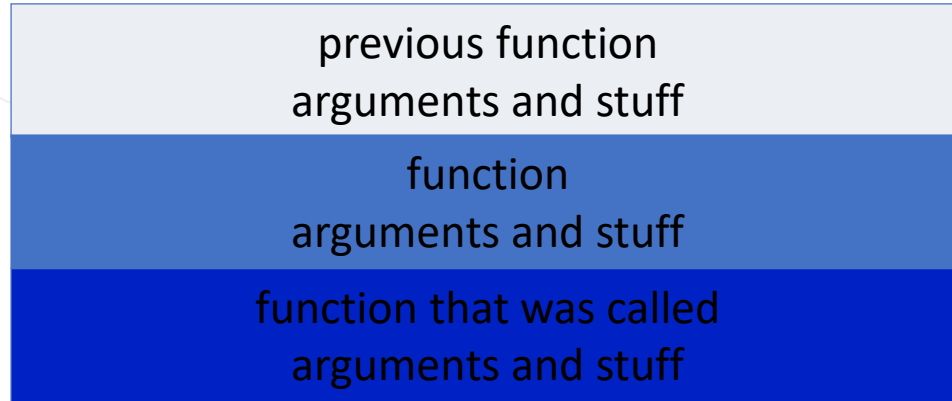 previous function
arguments and stuff
function
arguments and stuff
function that was called
arguments and stuff